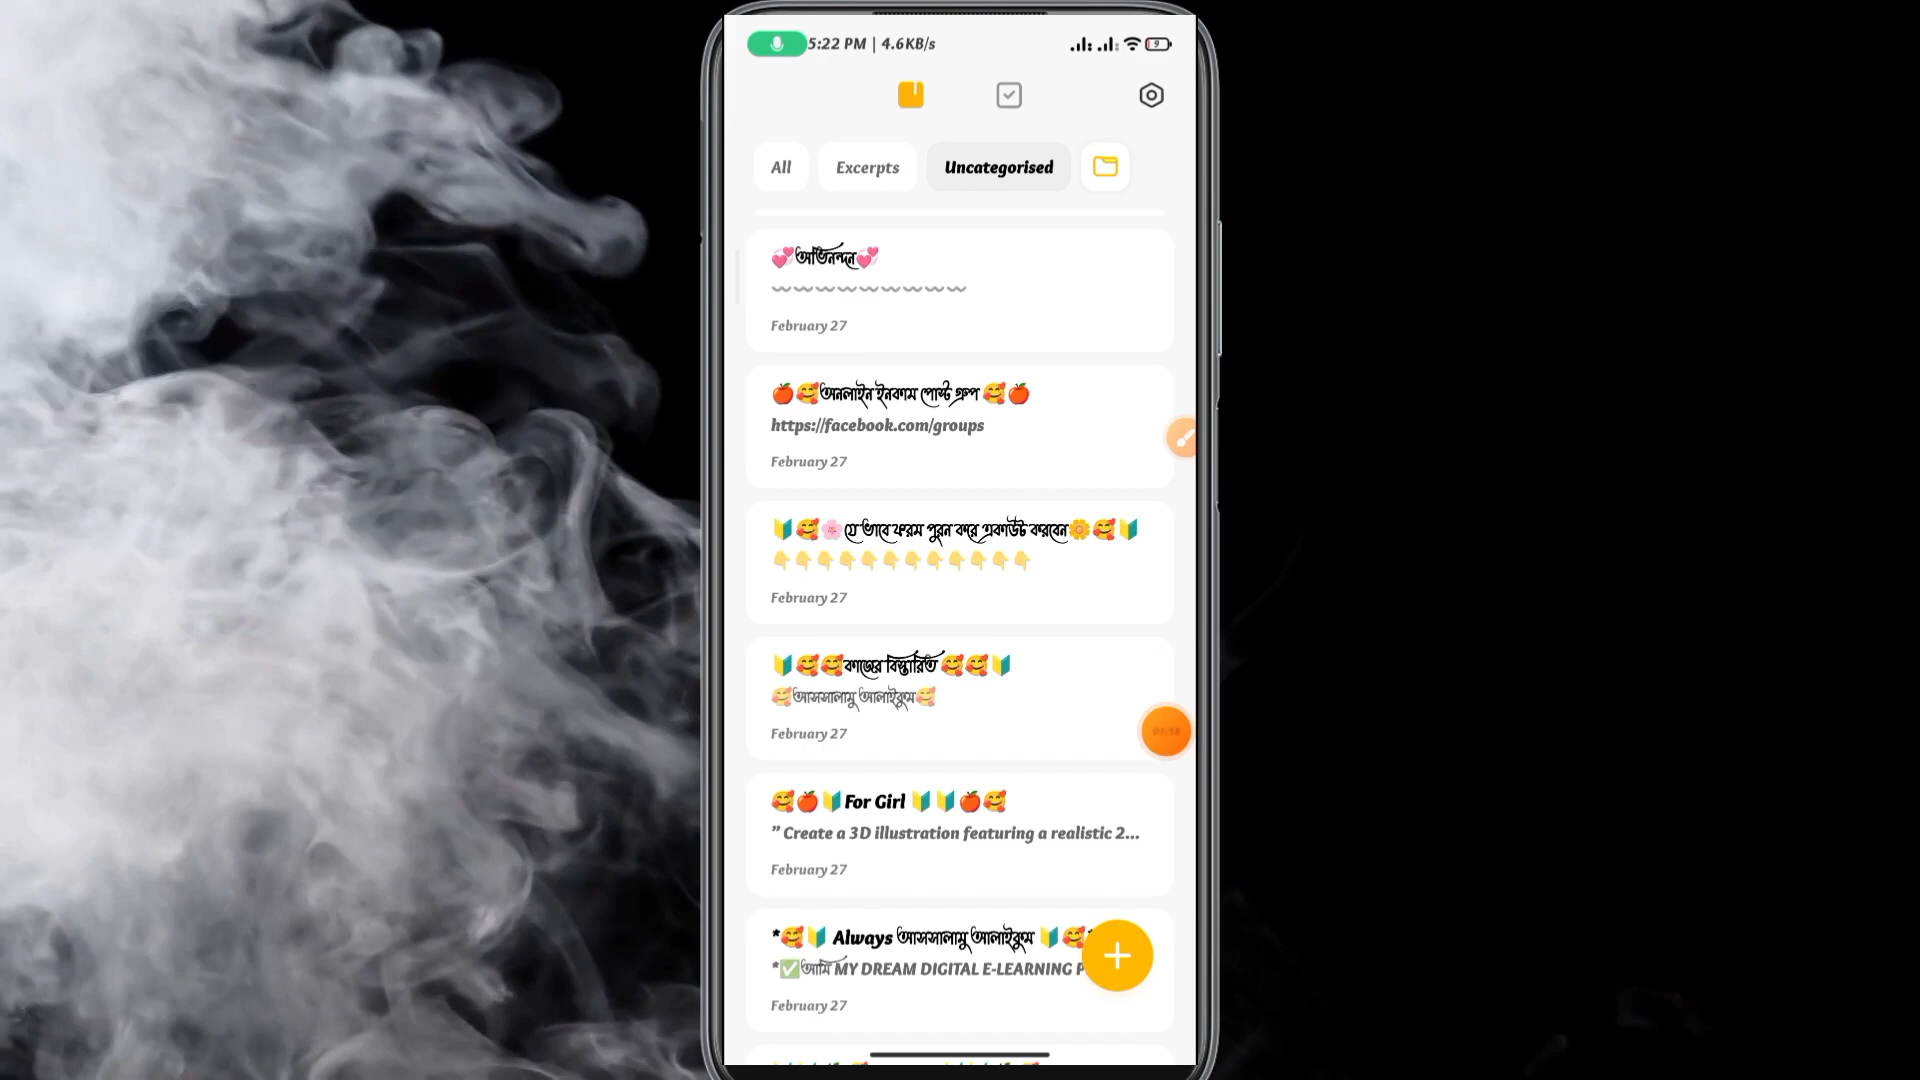 5:22 PM | 4.6KB/s
9
All
Excerpts
Uncategorised
💞অভিনন্দন💞
〰〰〰〰〰〰〰〰〰
February 27
🍎🥰অনলাইন ইনকাম পোস্ট গ্রুপ 🥰🍎
https://facebook.com/groups
February 27
🔰🥰🌸যে ভাবে ফরম পুরন করে একাউন্ট করবেন🌼🥰🔰
👇👇👇👇👇👇👇👇👇👇👇👇
February 27
🔰🥰🥰কাজের বিস্তারিত 🥰🥰🔰
🥰আসসালামু আলাইকুম🥰
February 27
🥰🍎🔰For Girl 🔰🔰🍎🥰
” Create a 3D illustration featuring a realistic 2...
February 27
*🥰🔰 Always আসসালামু আলাইকুম 🔰🥰
*✅আমি MY DREAM DIGITAL E-LEARNING P
February 27